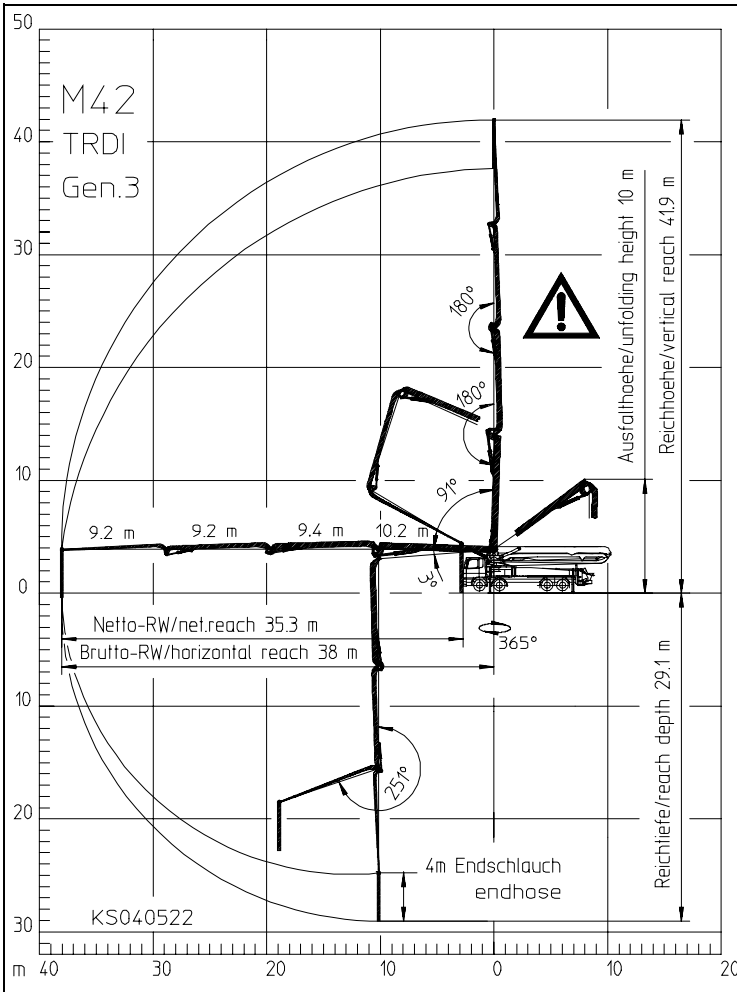 50
M42
TRDI
Gen.3
40
30
20
10
0
10
20
30
180°
180°
91°
Ausfalthoehe/unfolding height 10 m
Reichhoehe/vertical reach 41.9 m
9.2 m
9.2 m
9.4 m
10.2 m
3°
Netto-RW/net.reach 35.3 m
Brutto-RW/horizontal reach 38 m
365°
Reichtiefe/reach depth 29.1 m
251°
4m Endschlauch
endhose
KS040522
m 40 30 20 10 0 10 20